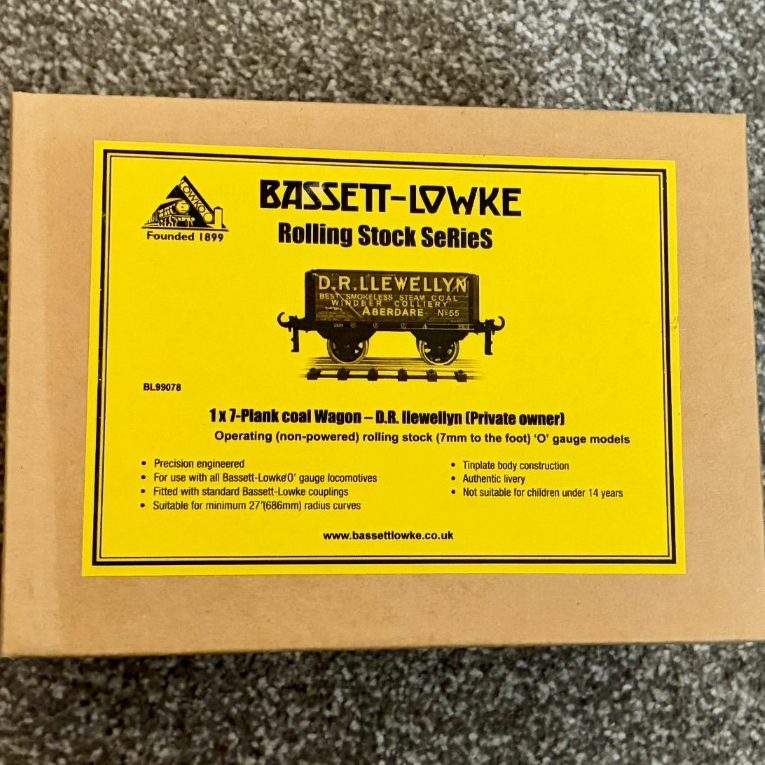 LOWKO
Founded 1899
BASSETT-LOWKE
Rolling Stock SeRieS
D.R.LLEWELLYN
BEST SMOKELESS STEAM COAL
WINDBER COLLIERY
ABERDARE No55
BL99078
1 x 7-Plank coal Wagon – D.R. llewellyn (Private owner)
Operating (non-powered) rolling stock (7mm to the foot) ‘O’ gauge models
• Precision engineered
• For use with all Bassett-Lowke‘O’ gauge locomotives
• Fitted with standard Bassett-Lowke couplings
• Suitable for minimum 27"(686mm) radius curves
• Tinplate body construction
• Authentic livery
• Not suitable for children under 14 years
www.bassettlowke.co.uk